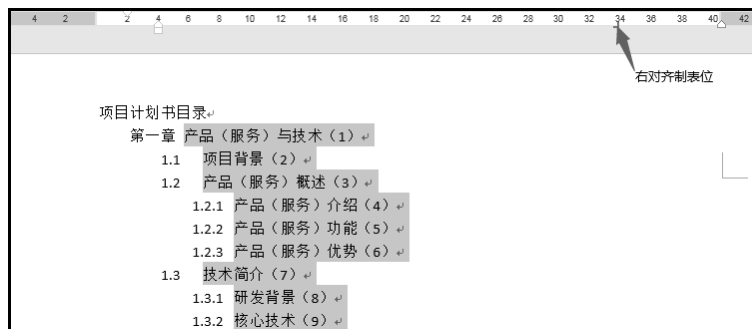 4 2 2 4 6 8 10 12 14 16 18 20 22 24 26 28 30 32 34 36 38 40 42
右对齐制表位
项目计划书目录↵
第一章 产品（服务）与技术（1）↵
1.1 项目背景（2）↵
1.2 产品（服务）概述（3）↵
1.2.1 产品（服务）介绍（4）↵
1.2.2 产品（服务）功能（5）↵
1.2.3 产品（服务）优势（6）↵
1.3 技术简介（7）↵
1.3.1 研发背景（8）↵
1.3.2 核心技术（9）↵